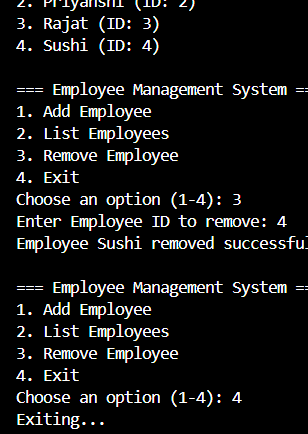 2. Priyanshi (ID: 2)
3. Rajat (ID: 3)
4. Sushi (ID: 4)
=== Employee Management System ==
1. Add Employee
2. List Employees
3. Remove Employee
4. Exit
Choose an option (1-4): 3
Enter Employee ID to remove: 4
Employee Sushi removed successful
=== Employee Management System ==
1. Add Employee
2. List Employees
3. Remove Employee
4. Exit
Choose an option (1-4): 4
Exiting...